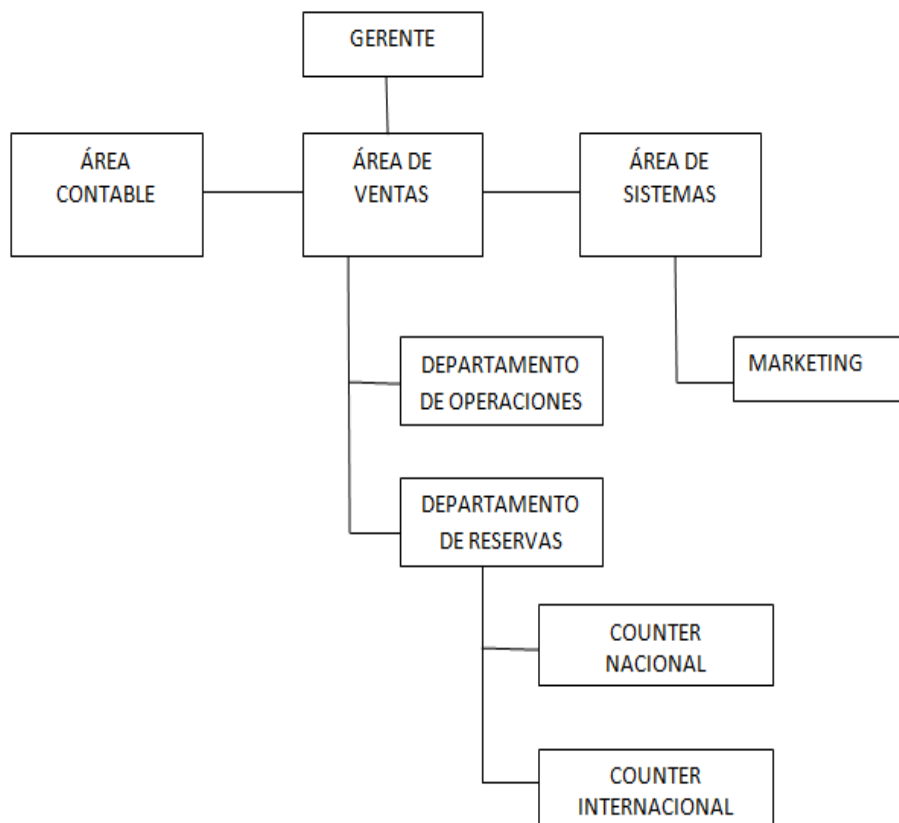 GERENTE
ÁREA
CONTABLE
ÁREA DE
VENTAS
ÁREA DE
SISTEMAS
DEPARTAMENTO
DE OPERACIONES
MARKETING
DEPARTAMENTO
DE RESERVAS
COUNTER
NACIONAL
COUNTER
INTERNACIONAL